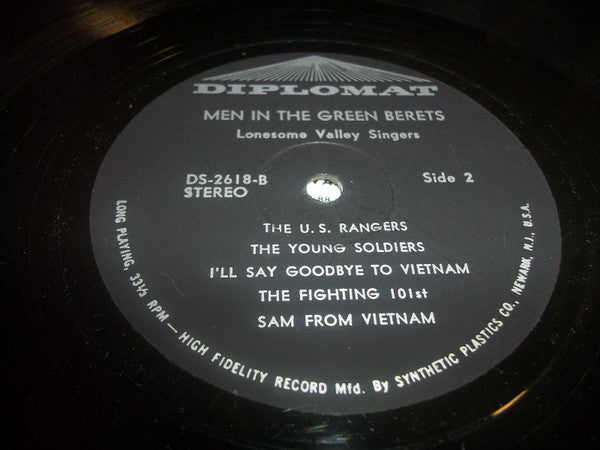 DIPLOMAT
MEN IN THE GREEN BERETS
Lonesome Valley Singers
DS-2618-B
STEREO
Side 2
THE U.S. RANGERS
THE YOUNG SOLDIERS
I'LL SAY GOODBYE TO VIETNAM
THE FIGHTING 101st
SAM FROM VIETNAM
LONG PLAYING, 33⅓ RPM — HIGH FIDELITY RECORD Mfd. By SYNTHETIC PLASTICS CO., NEWARK, N.J., U.S.A.